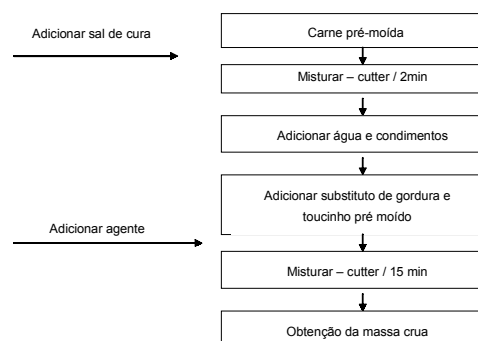 Adicionar sal de cura
Carne pré-moída
Misturar – cutter / 2min
Adicionar água e condimentos
Adicionar substituto de gordura e
toucinho pré moído
Adicionar agente
Misturar – cutter / 15 min
Obtenção da massa crua